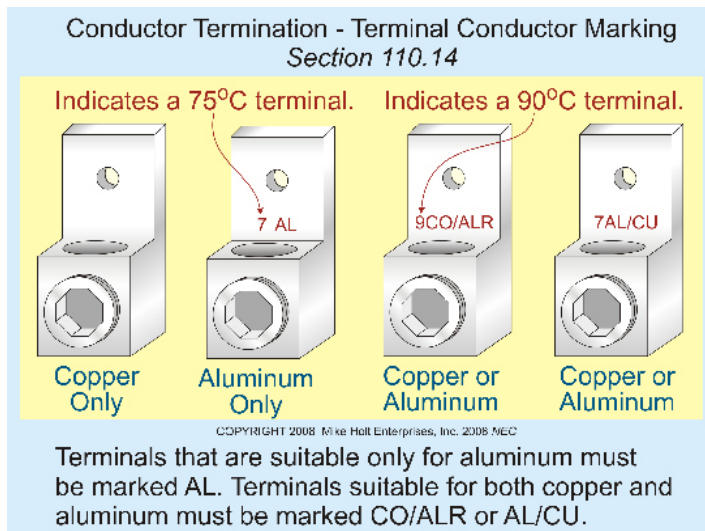 Conductor Termination - Terminal Conductor Marking
Section 110.14
Indicates a 75°C terminal. Indicates a 90°C terminal.
7 AL 9CO/ALR 7AL/CU
Copper Only
Aluminum Only
Copper or Aluminum
Copper or Aluminum
COPYRIGHT 2008 Mike Holt Enterprises, Inc. 2008 NEC
Terminals that are suitable only for aluminum must
be marked AL. Terminals suitable for both copper and
aluminum must be marked CO/ALR or AL/CU.